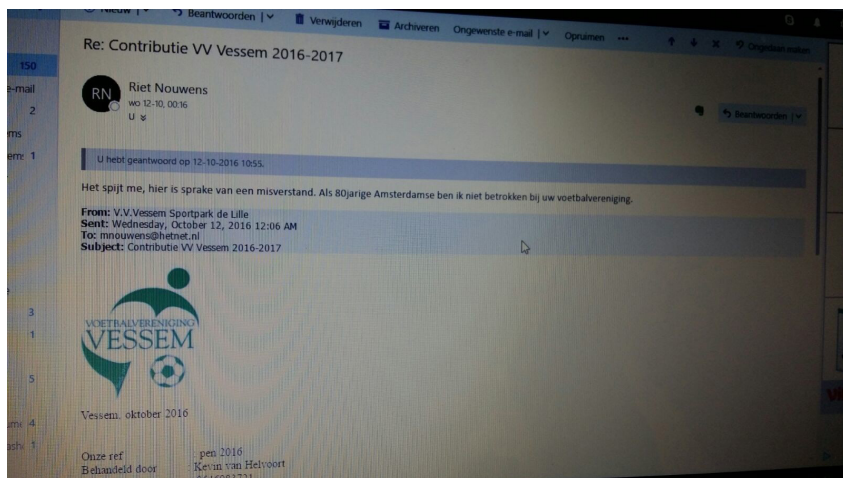 Nieuw | Beantwoorden | Verwijderen Archiveren Ongewenste e-mail | Opruimen ... Ongedaan maken
Re: Contributie VV Vessem 2016-2017
150
RN
Riet Nouwens
e-mail
wo 12-10, 00:16
2
U
Beantwoorden |
ms
1
U hebt geantwoord op 12-10-2016 10:55.
Het spijt me, hier is sprake van een misverstand. Als 80jarige Amsterdamse ben ik niet betrokken bij uw voetbalvereniging.
From: V.V.Vessem Sportpark de Lille
Sent: Wednesday, October 12, 2016 12:06 AM
To: mnouwens@hetnet.nl
Subject: Contributie VV Vessem 2016-2017
3
VOETBALVERENIGING
1
VESSEM
5
Vessem, oktober 2016
4
1
Onze ref : pen 2016
Behandeld door : Kevin van Helvoort